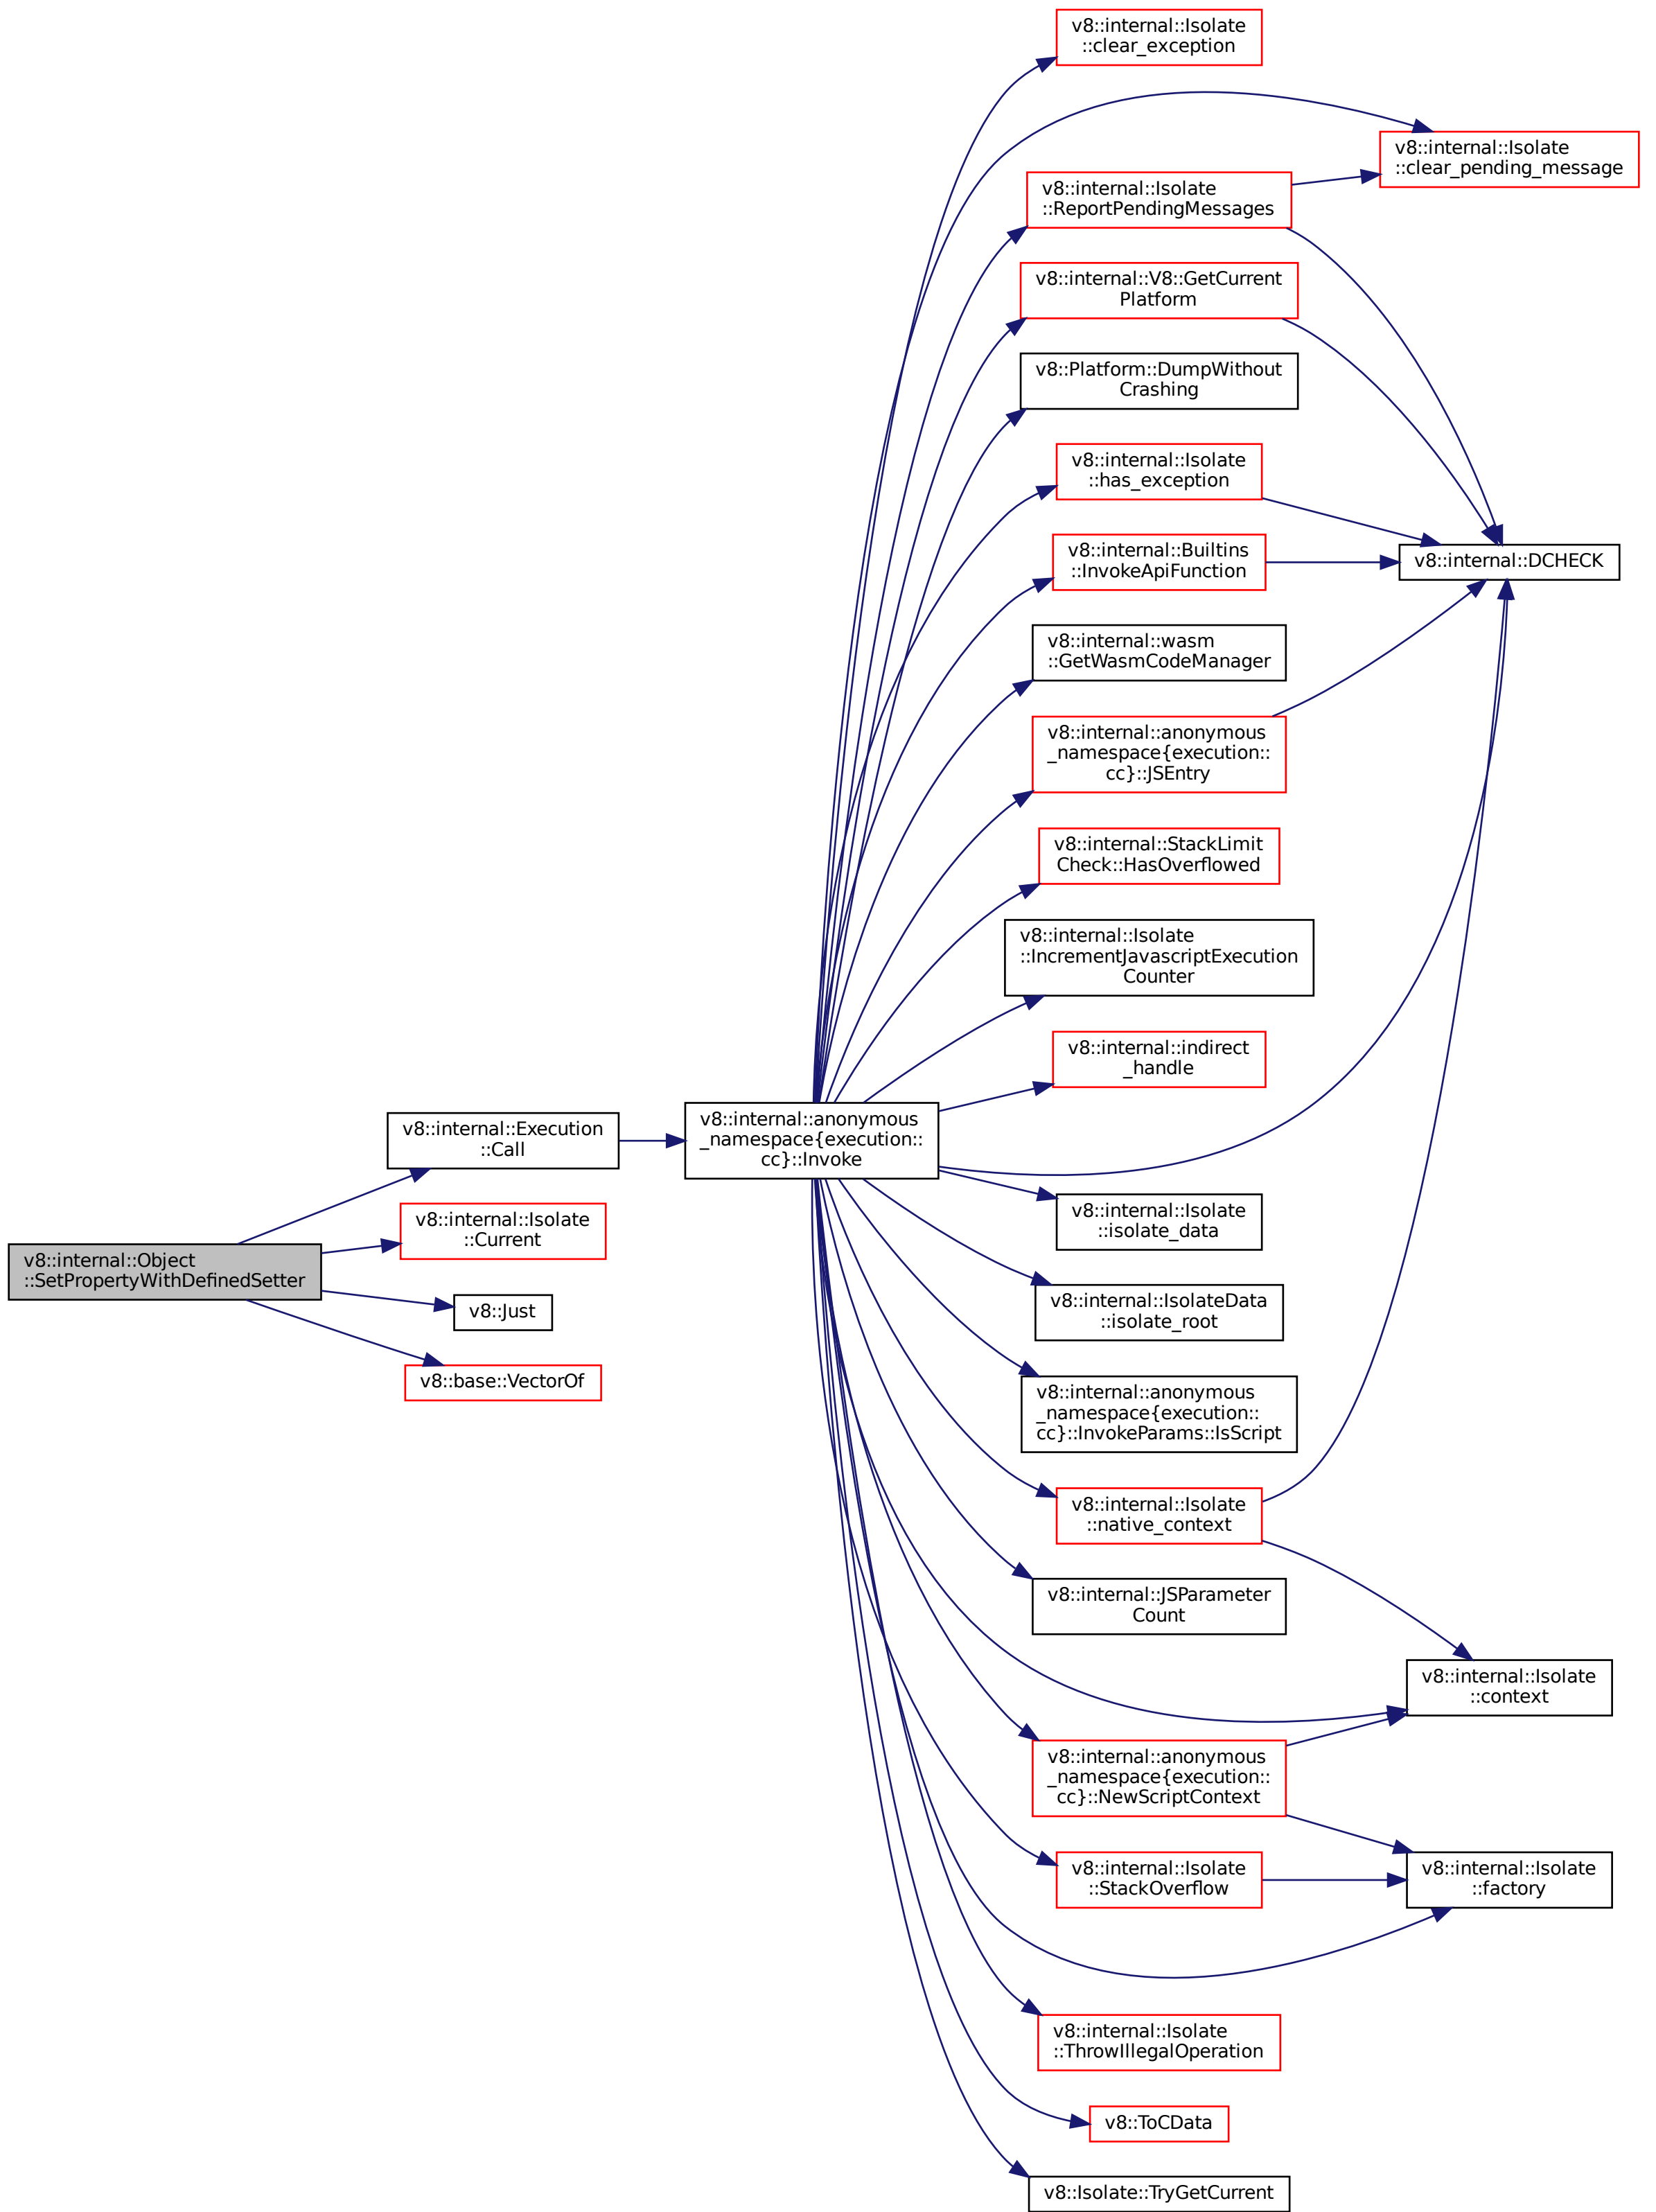 v8::internal::Isolate
::clear_exception
v8::internal::Isolate
::clear_pending_message
v8::internal::Isolate
::ReportPendingMessages
v8::internal::V8::GetCurrent
Platform
v8::Platform::DumpWithout
Crashing
v8::internal::Isolate
::has_exception
v8::internal::Builtins
::InvokeApiFunction
v8::internal::DCHECK
v8::internal::wasm
::GetWasmCodeManager
v8::internal::anonymous
_namespace{execution::
cc}::JSEntry
v8::internal::StackLimit
Check::HasOverflowed
v8::internal::Isolate
::IncrementJavascriptExecution
Counter
v8::internal::indirect
_handle
v8::internal::Execution
::Call
v8::internal::anonymous
_namespace{execution::
cc}::Invoke
v8::internal::Isolate
::Current
v8::internal::Isolate
::isolate_data
v8::internal::Object
::SetPropertyWithDefinedSetter
v8::Just
v8::internal::IsolateData
::isolate_root
v8::base::VectorOf
v8::internal::anonymous
_namespace{execution::
cc}::InvokeParams::IsScript
v8::internal::Isolate
::native_context
v8::internal::JSParameter
Count
v8::internal::Isolate
::context
v8::internal::anonymous
_namespace{execution::
cc}::NewScriptContext
v8::internal::Isolate
::StackOverflow
v8::internal::Isolate
::factory
v8::internal::Isolate
::ThrowIllegalOperation
v8::ToCData
v8::Isolate::TryGetCurrent